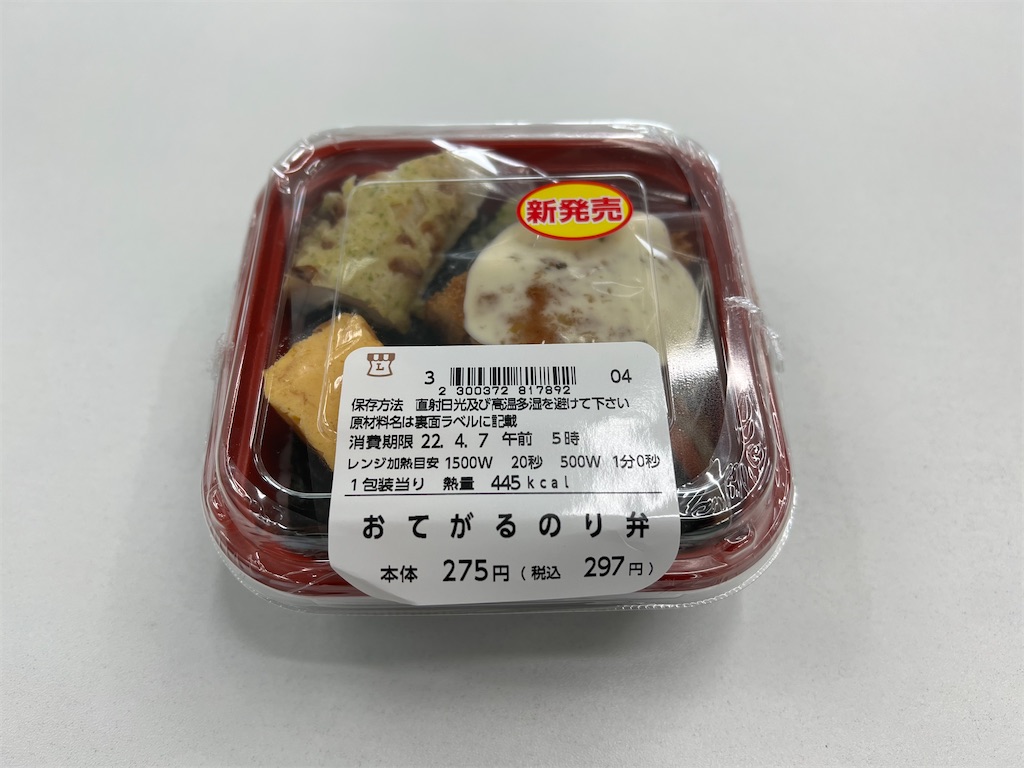 新発売
L
3 04
2 300372 817892
保存方法 直射日光及び高温多湿を避けて下さい
原材料名は裏面ラベルに記載
消費期限 22. 4. 7 午前 5時
レンジ加熱目安 1500W 20秒 500W 1分0秒
1包装当り 熱量 445kcal
おてがるのり弁
本体 275円 (税込 297円)